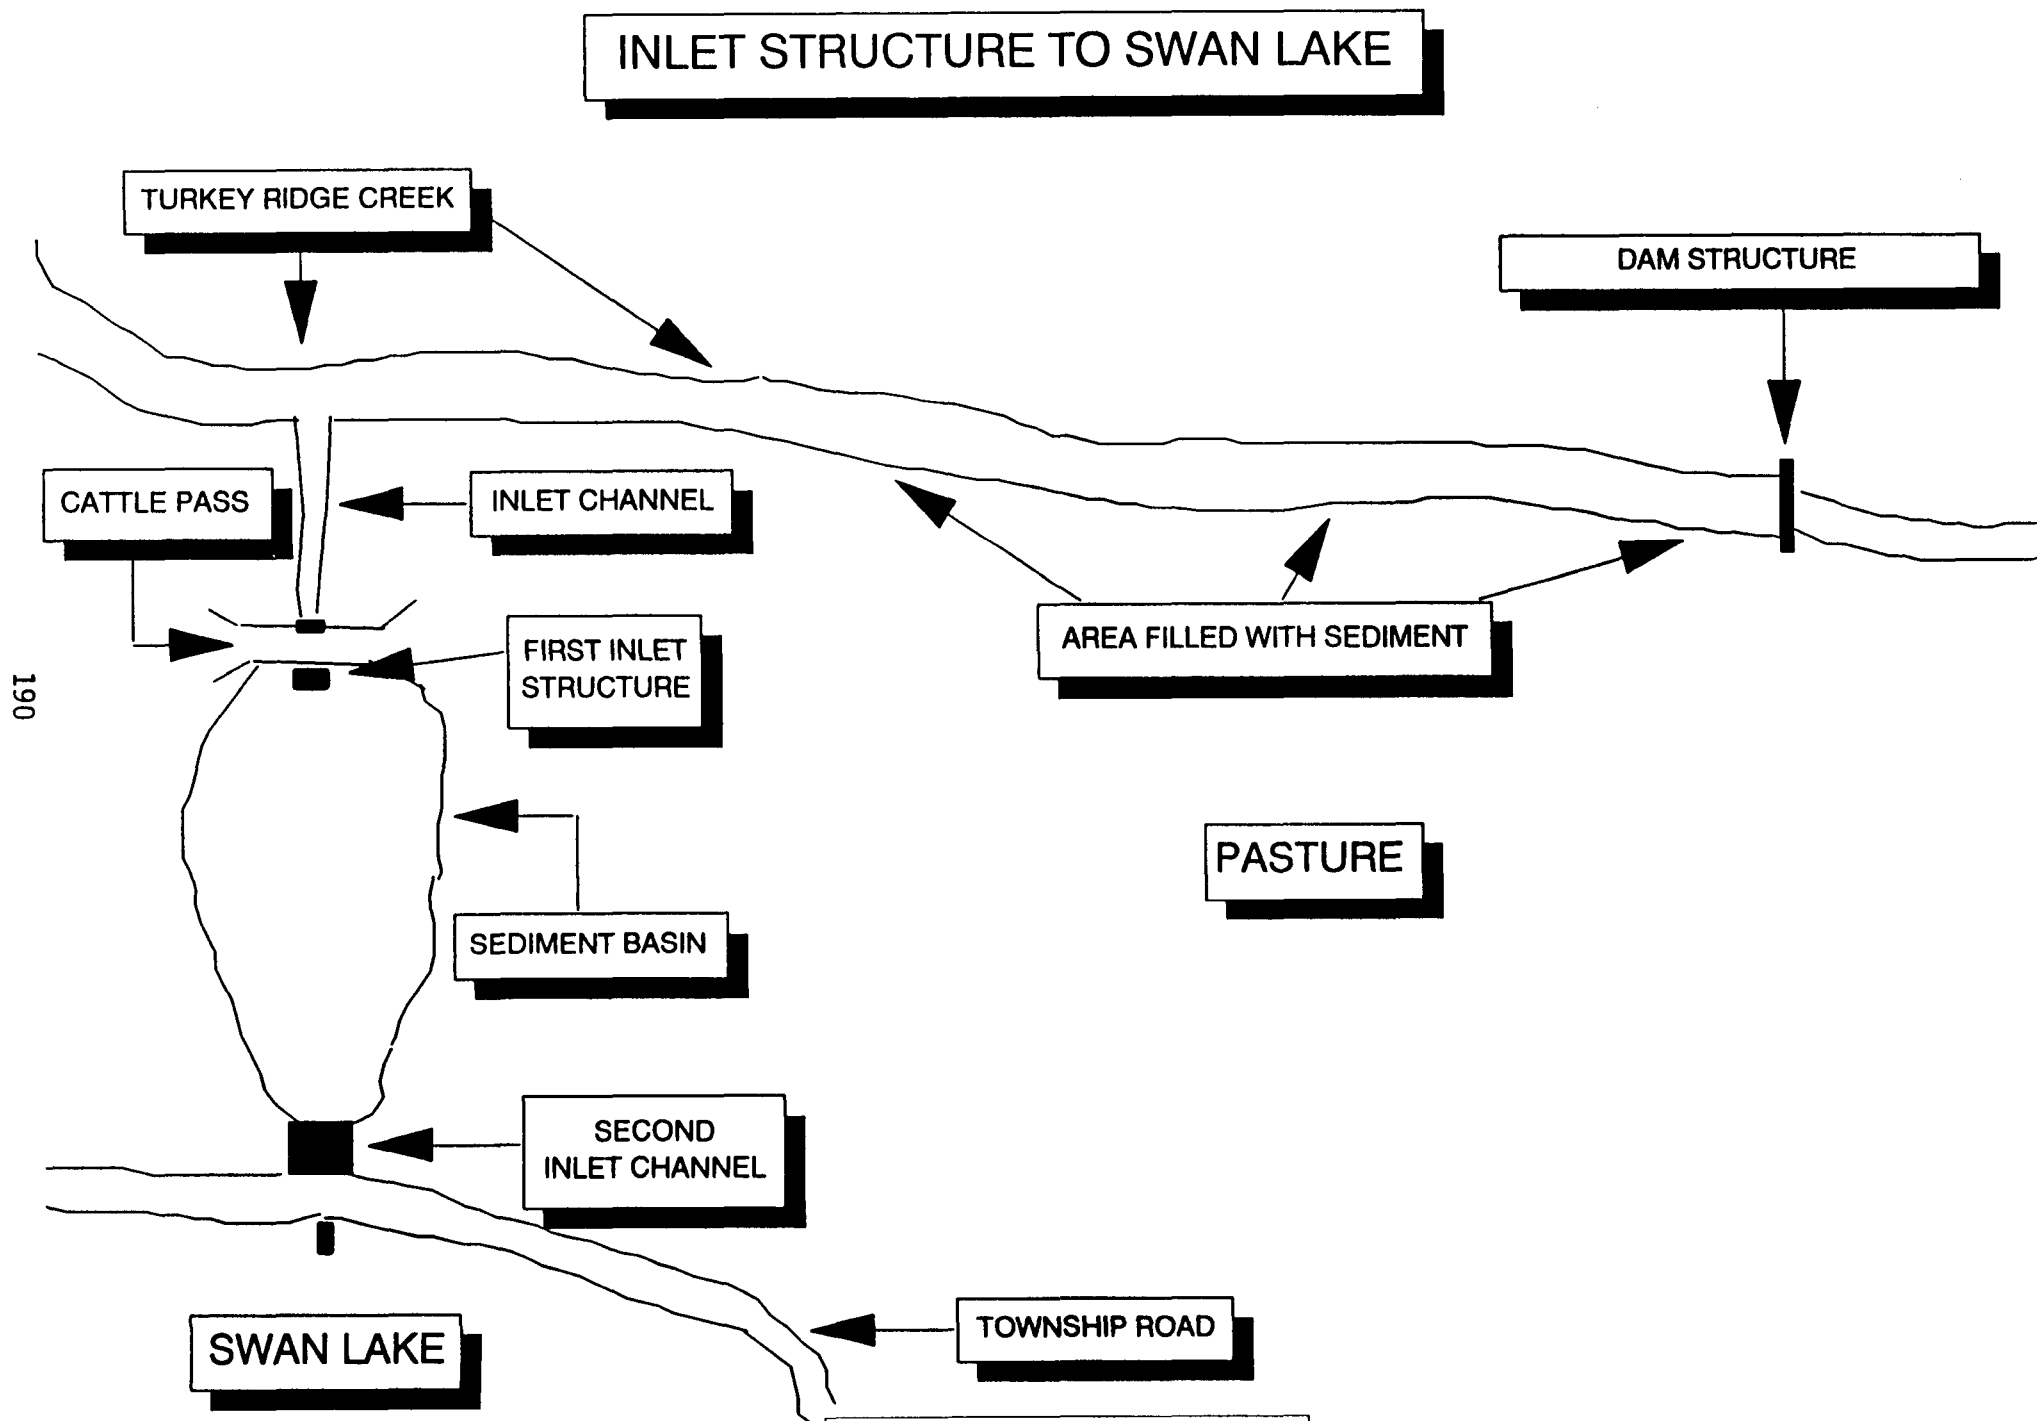 INLET STRUCTURE TO SWAN LAKE
TURKEY RIDGE CREEK
DAM STRUCTURE
CATTLE PASS
INLET CHANNEL
FIRST INLET
STRUCTURE
AREA FILLED WITH SEDIMENT
190
PASTURE
SEDIMENT BASIN
SECOND
INLET CHANNEL
TOWNSHIP ROAD
SWAN LAKE